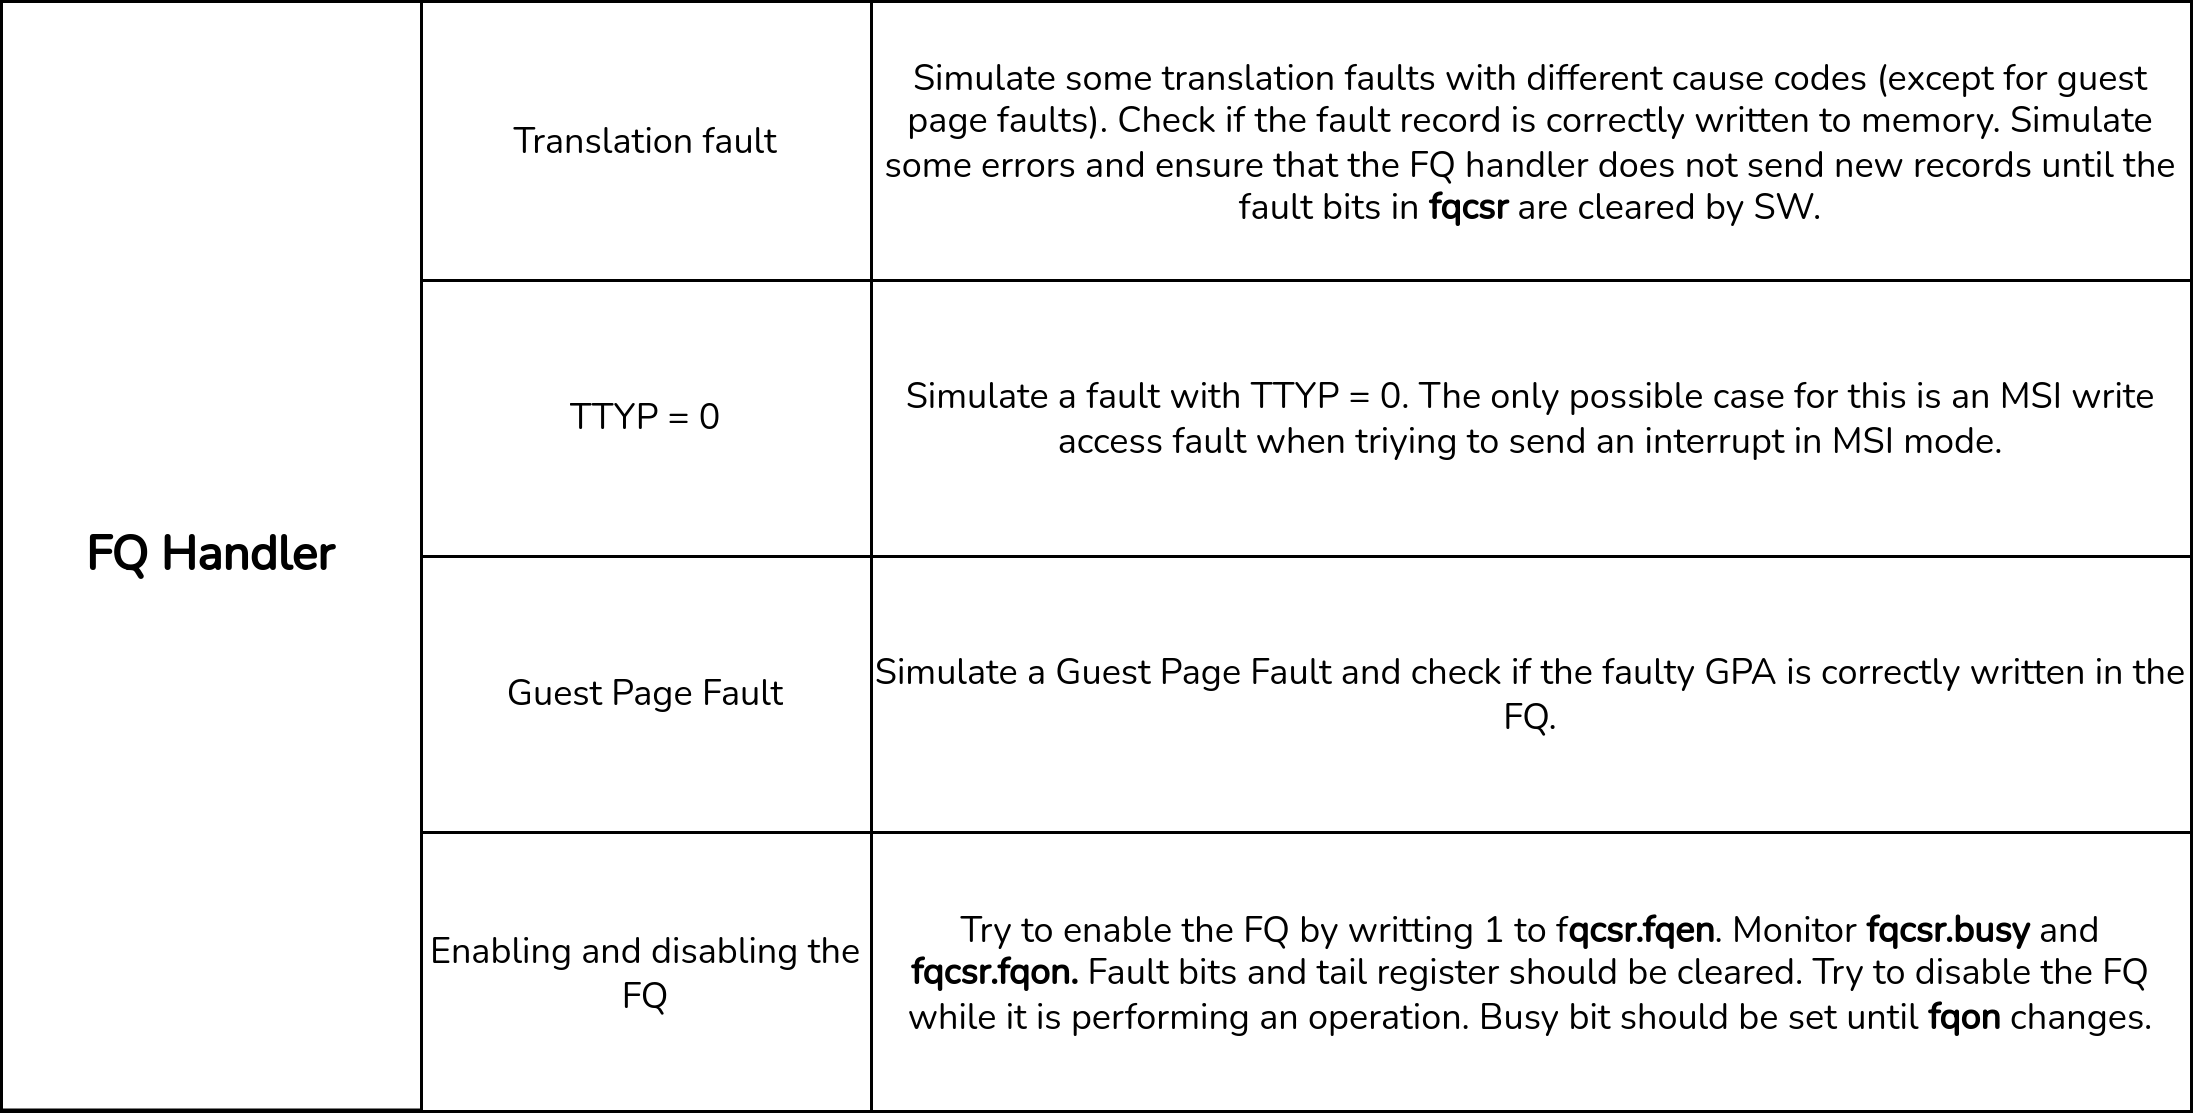 FQ Handler
Translation fault
Simulate some translation faults with different cause codes (except for guest
page faults). Check if the fault record is correctly written to memory. Simulate
some errors and ensure that the FQ handler does not send new records until the
fault bits in fqcsr are cleared by SW.
TTYP = 0
Simulate a fault with TTYP = 0. The only possible case for this is an MSI write
access fault when triying to send an interrupt in MSI mode.
Guest Page Fault
Simulate a Guest Page Fault and check if the faulty GPA is correctly written in the
FQ.
Enabling and disabling the
FQ
Try to enable the FQ by writting 1 to fqcsr.fqen. Monitor fqcsr.busy and
fqcsr.fqon. Fault bits and tail register should be cleared. Try to disable the FQ
while it is performing an operation. Busy bit should be set until fqon changes.